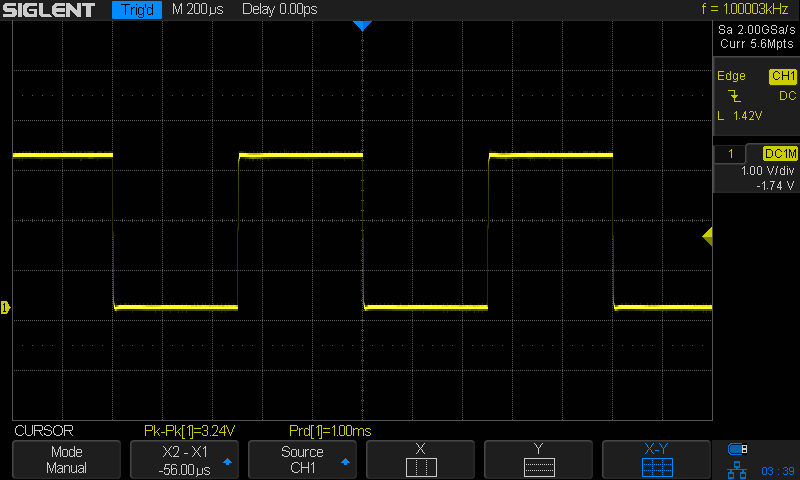 SIGLENT Trig'd M 200µs Delay 0.00ps f = 1.00003kHz
Sa 2.00GSa/s
Curr 5.6Mpts
Edge CH1
DC
L 1.42V
1 DC1M
1.00 V/div
-1.74 V
1
CURSOR Pk-Pk[1]=3.24V Prd[1]=1.00ms
Mode
Manual
X2 - X1
-56.00µs
Source
CH1
X
Y
X-Y
03:39